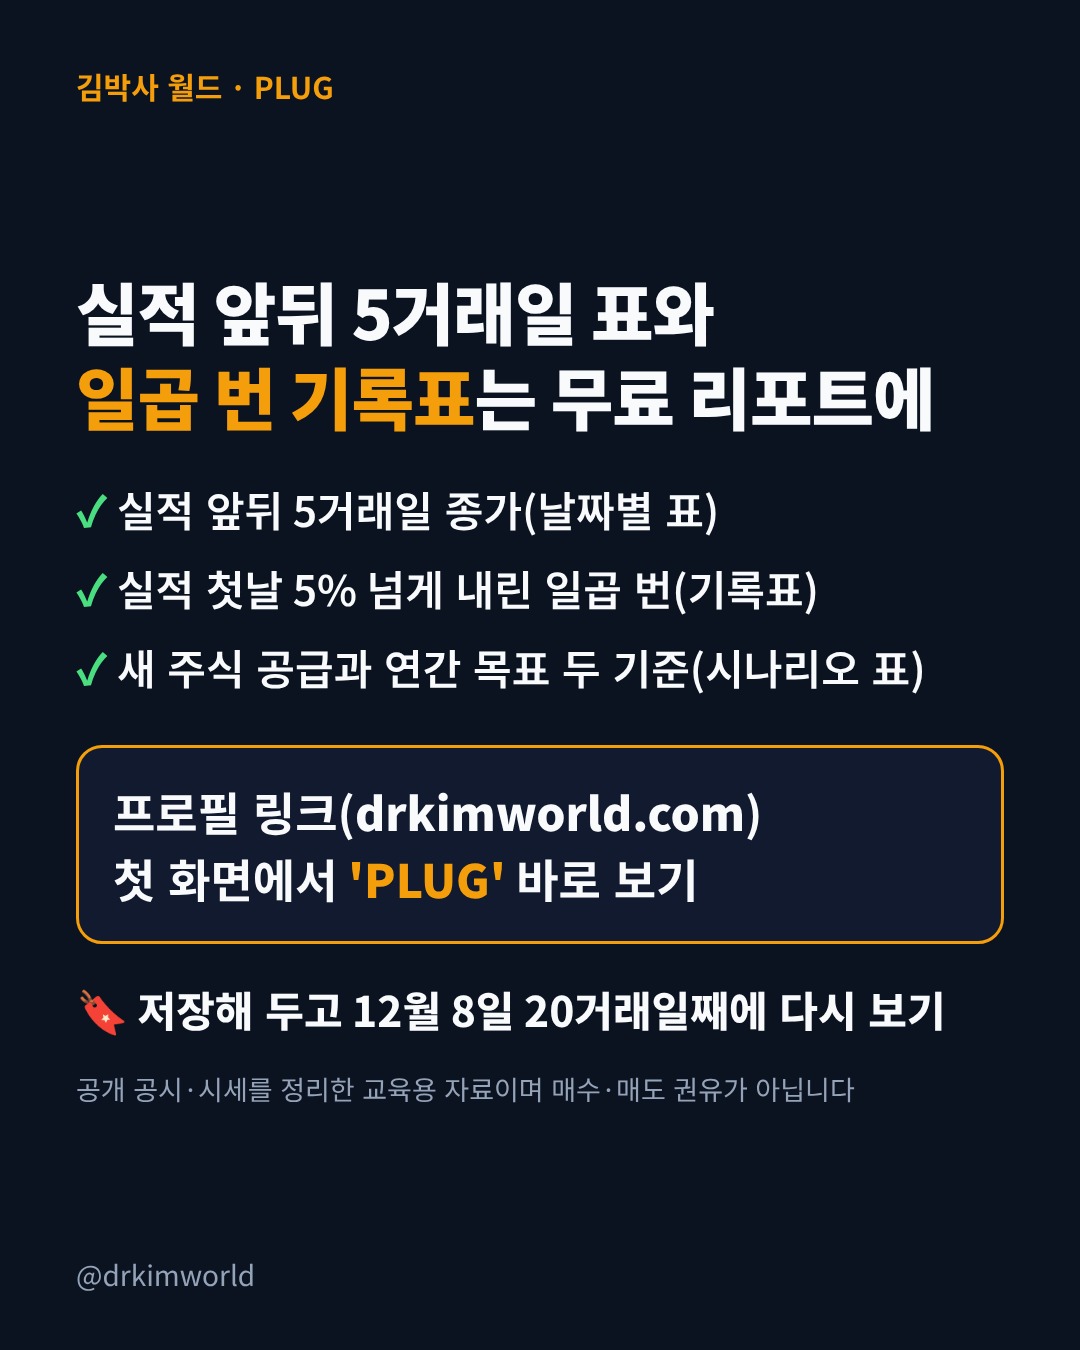 김박사 월드 · PLUG
실적 앞뒤 5거래일 표와
일곱 번 기록표는 무료 리포트에
✓ 실적 앞뒤 5거래일 종가(날짜별 표)
✓ 실적 첫날 5% 넘게 내린 일곱 번(기록표)
✓ 새 주식 공급과 연간 목표 두 기준(시나리오 표)
프로필 링크(drkimworld.com)
첫 화면에서 'PLUG' 바로 보기
🔖 저장해 두고 12월 8일 20거래일째에 다시 보기
공개 공시·시세를 정리한 교육용 자료이며 매수·매도 권유가 아닙니다
@drkimworld